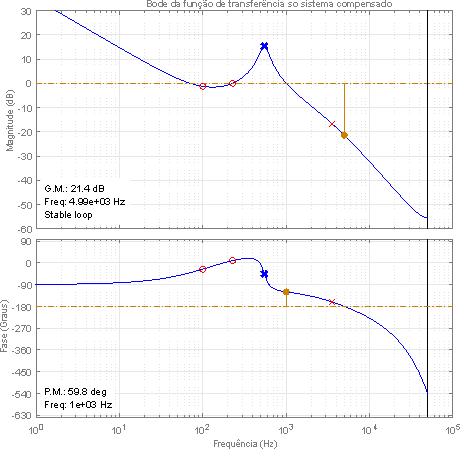 Bode da função de transferência so sistema compensado
30
20
10
0
-10
-20
-30
-40
-50
-60
Magnitude (dB)
G.M.: 21.4 dB
Freq: 4.99e+03 Hz
Stable loop
90
0
-90
-180
-270
-360
-450
-540
-630
Fase (Graus)
P.M.: 59.8 deg
Freq: 1e+03 Hz
10^0 10^1 10^2 10^3 10^4 10^5
Frequência (Hz)